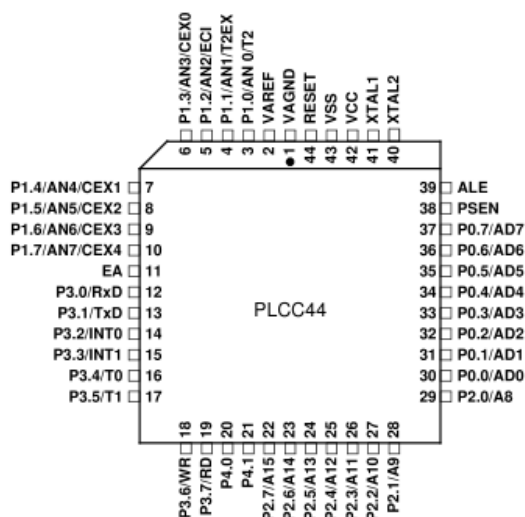 P1.3/AN3/CEX0
P1.2/AN2/ECI
P1.1/AN1/T2EX
P1.0/AN 0/T2
VAREF
VAGND
RESET
VSS
VCC
XTAL1
XTAL2
6 5 4 3 2 1 44 43 42 41 40
P1.4/AN4/CEX1 7 39 ALE
P1.5/AN5/CEX2 8 38 PSEN
P1.6/AN6/CEX3 9 37 P0.7/AD7
P1.7/AN7/CEX4 10 36 P0.6/AD6
EA 11 35 P0.5/AD5
P3.0/RxD 12 34 P0.4/AD4
P3.1/TxD 13 PLCC44 33 P0.3/AD3
P3.2/INT0 14 32 P0.2/AD2
P3.3/INT1 15 31 P0.1/AD1
P3.4/T0 16 30 P0.0/AD0
P3.5/T1 17 29 P2.0/A8
18 19 20 21 22 23 24 25 26 27 28
P3.6/WR
P3.7/RD
P4.0
P4.1
P2.7/A15
P2.6/A14
P2.5/A13
P2.4/A12
P2.3/A11
P2.2/A10
P2.1/A9